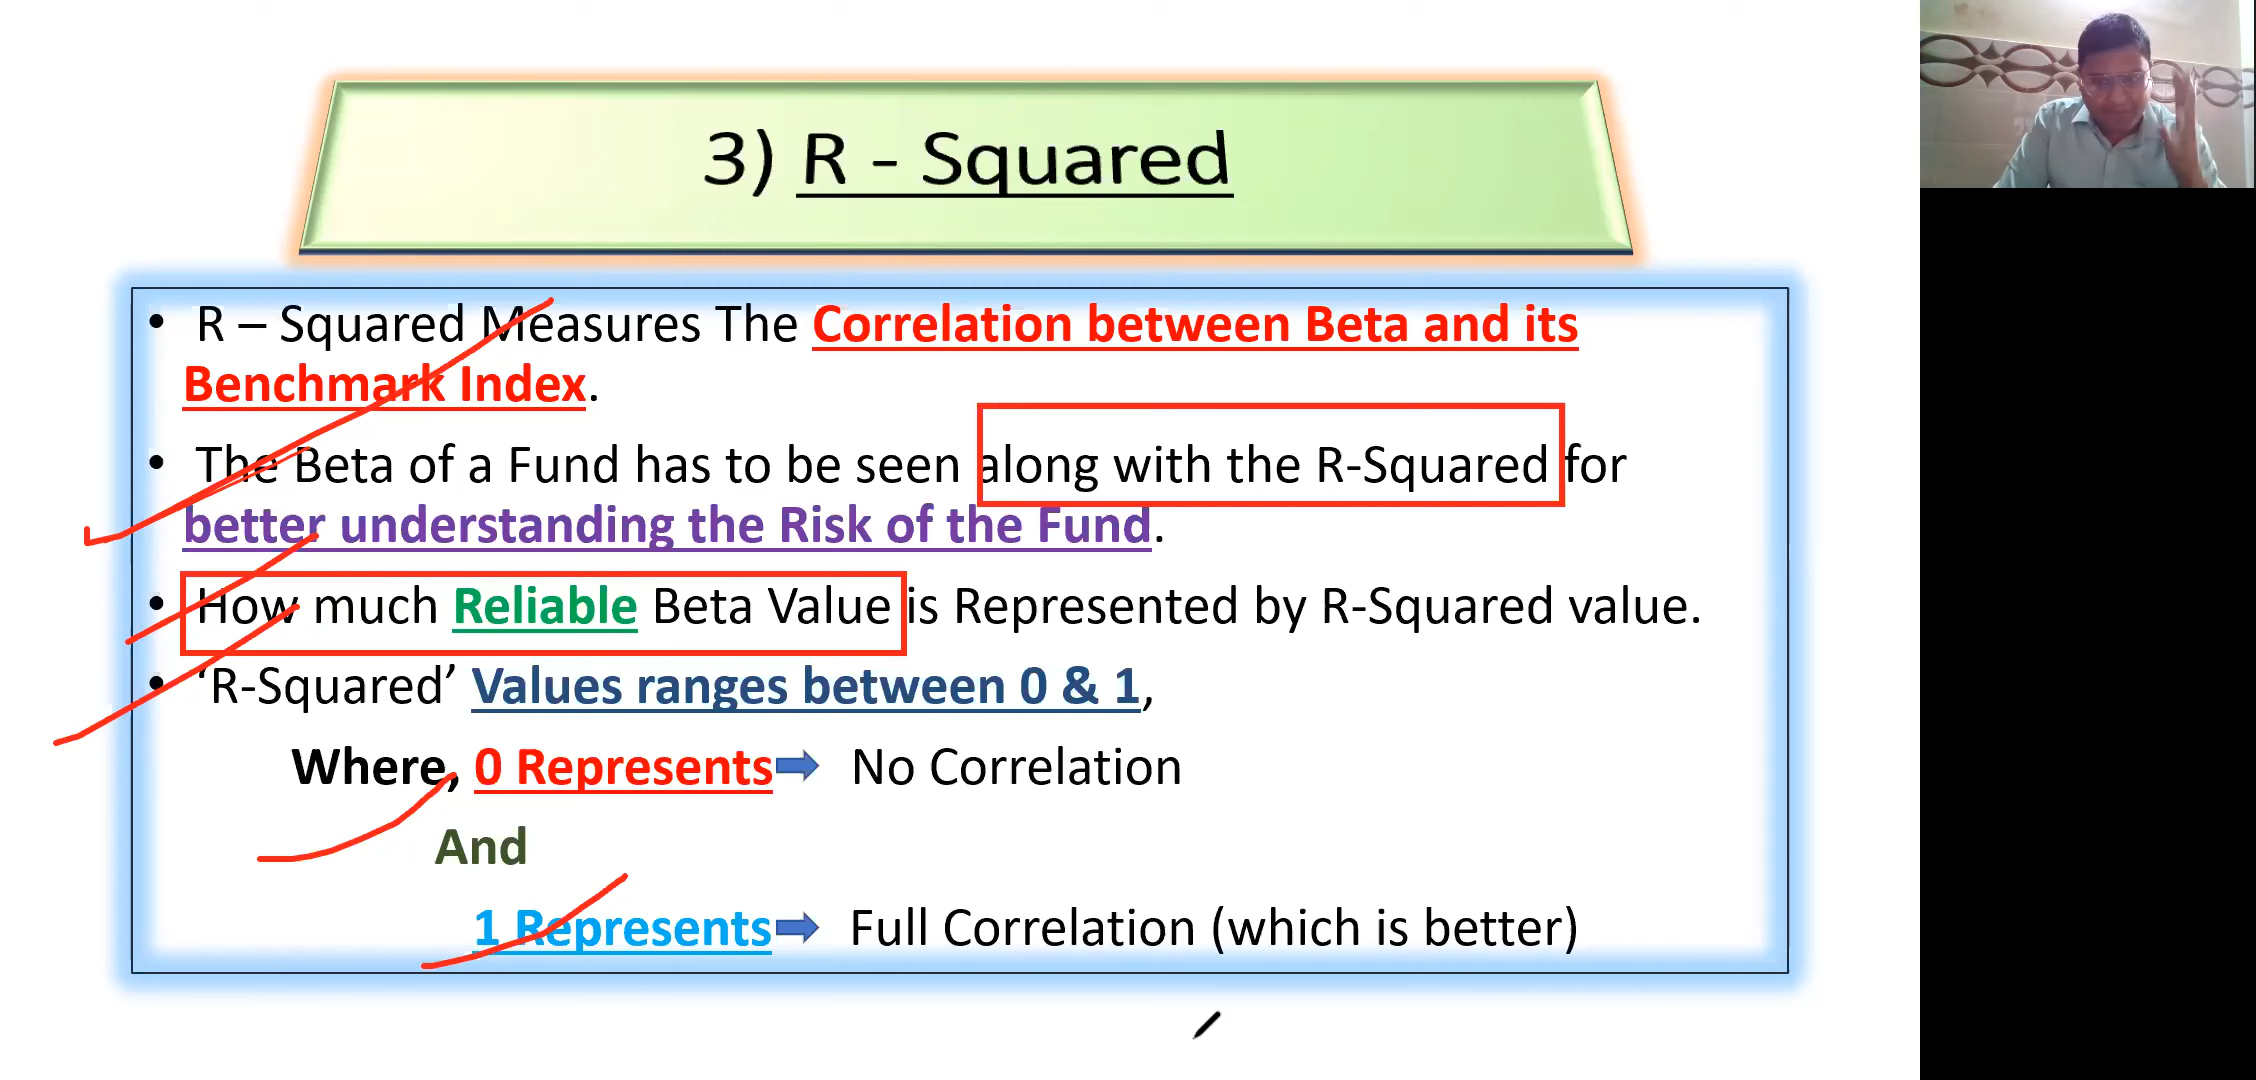 3) R - Squared
• R – Squared Measures The Correlation between Beta and its
Benchmark Index.
• The Beta of a Fund has to be seen along with the R-Squared for
better understanding the Risk of the Fund.
• How much Reliable Beta Value is Represented by R-Squared value.
• ‘R-Squared’ Values ranges between 0 & 1,
Where, 0 Represents No Correlation
And
1 Represents Full Correlation (which is better)